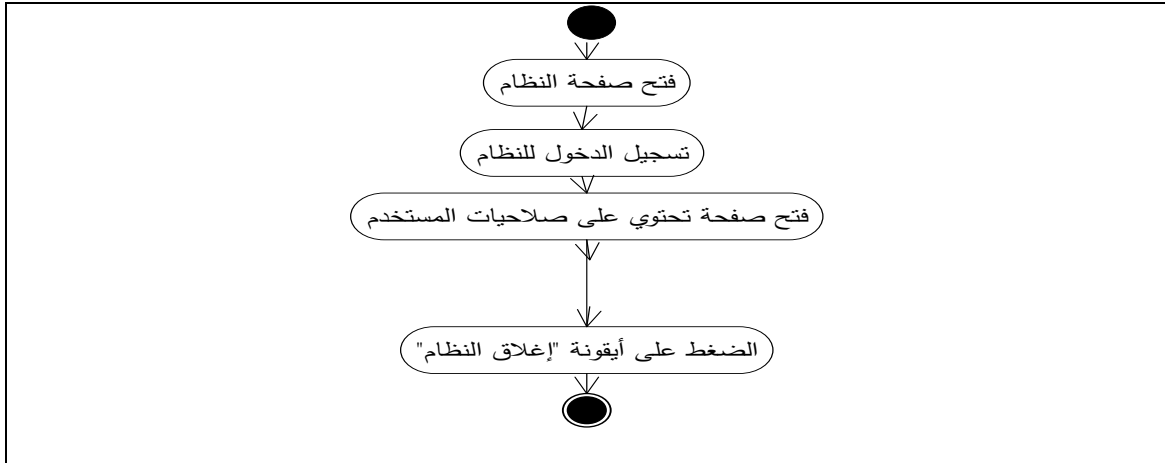 فتح صفحة النظام
تسجيل الدخول للنظام
فتح صفحة تحتوي على صلاحيات المستخدم
الضغط على أيقونة "إغلاق النظام"